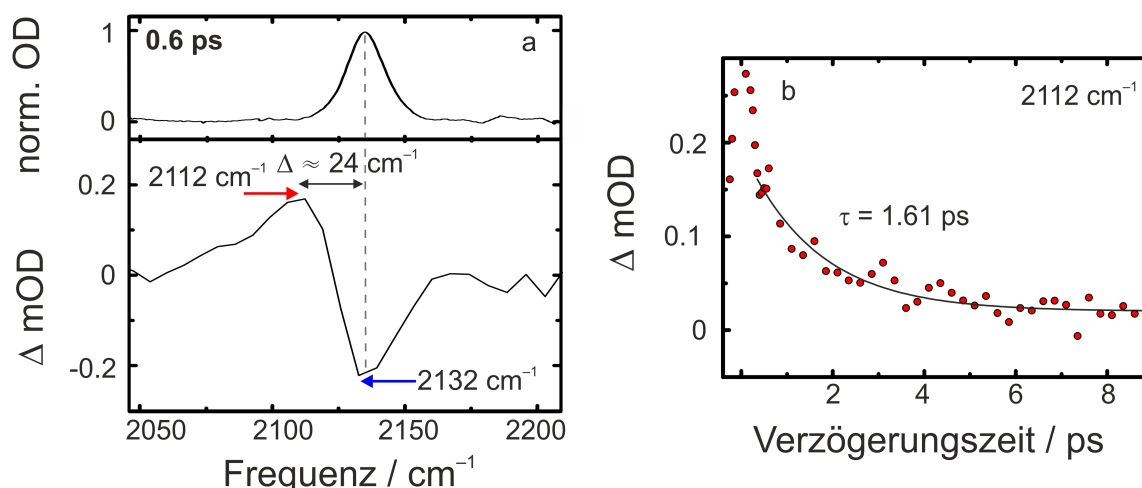 norm. OD
1
0
0.6 ps
a
Δ mOD
0.2
0
-0.2
2112 cm⁻¹
Δ ≈ 24 cm⁻¹
2132 cm⁻¹
2050
2100
2150
2200
Frequenz / cm⁻¹
b
2112 cm⁻¹
Δ mOD
0.2
0.1
0
τ = 1.61 ps
2
4
6
8
Verzögerungszeit / ps